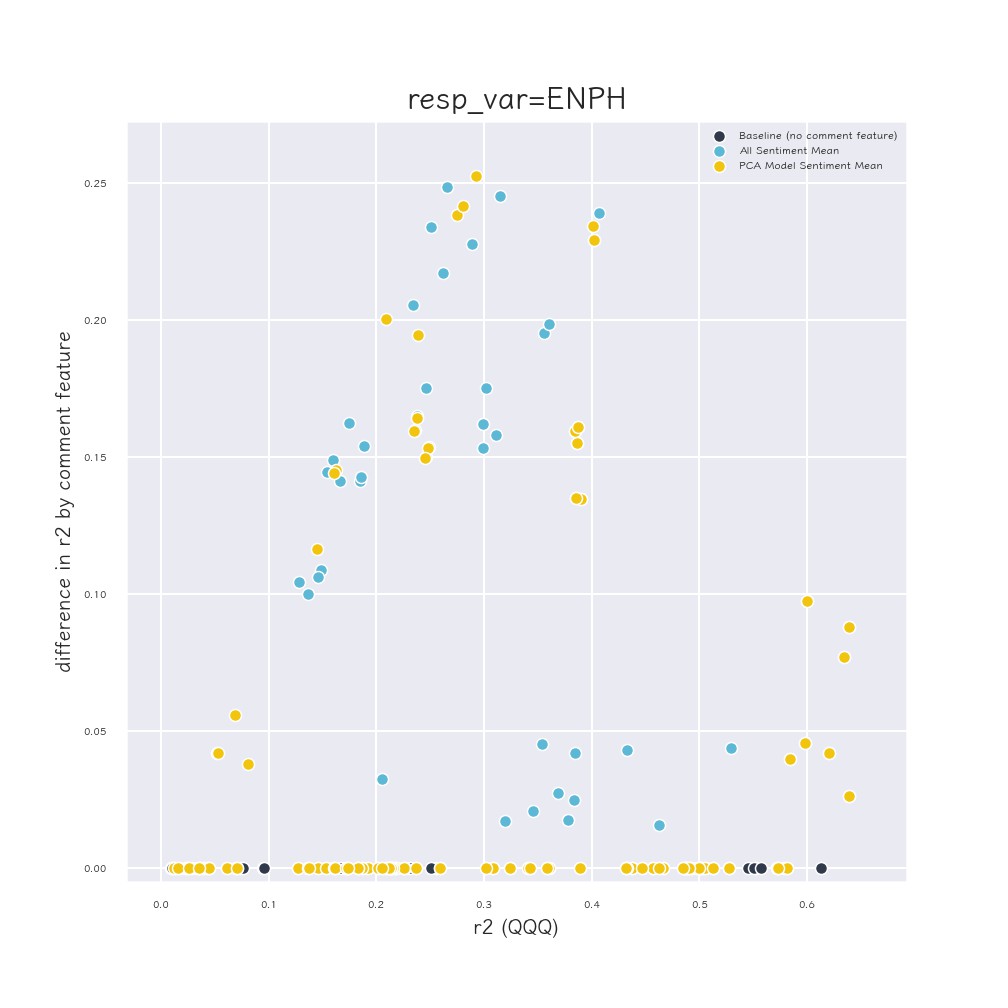 resp_var=ENPH
Baseline (no comment feature)
All Sentiment Mean
PCA Model Sentiment Mean
difference in r2 by comment feature
0.25
0.20
0.15
0.10
0.05
0.00
0.0 0.1 0.2 0.3 0.4 0.5 0.6
r2 (QQQ)